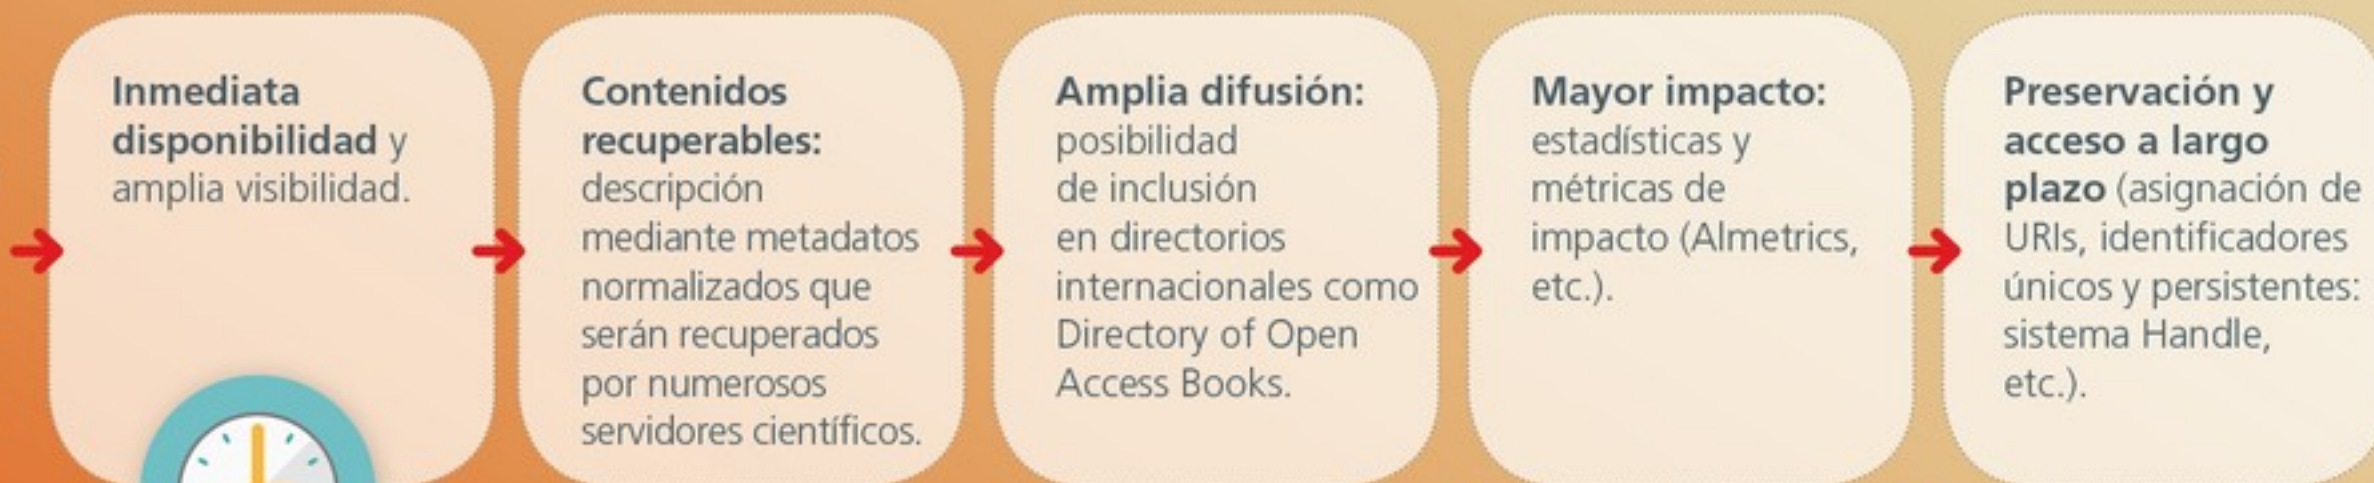 Inmediata
disponibilidad y
amplia visibilidad.
Contenidos
recuperables:
descripción
mediante metadatos
normalizados que
serán recuperados
por numerosos
servidores científicos.
Amplia difusión:
posibilidad
de inclusión
en directorios
internacionales como
Directory of Open
Access Books.
Mayor impacto:
estadísticas y
métricas de
impacto (Almetrics,
etc.).
Preservación y
acceso a largo
plazo (asignación de
URIs, identificadores
únicos y persistentes:
sistema Handle,
etc.).